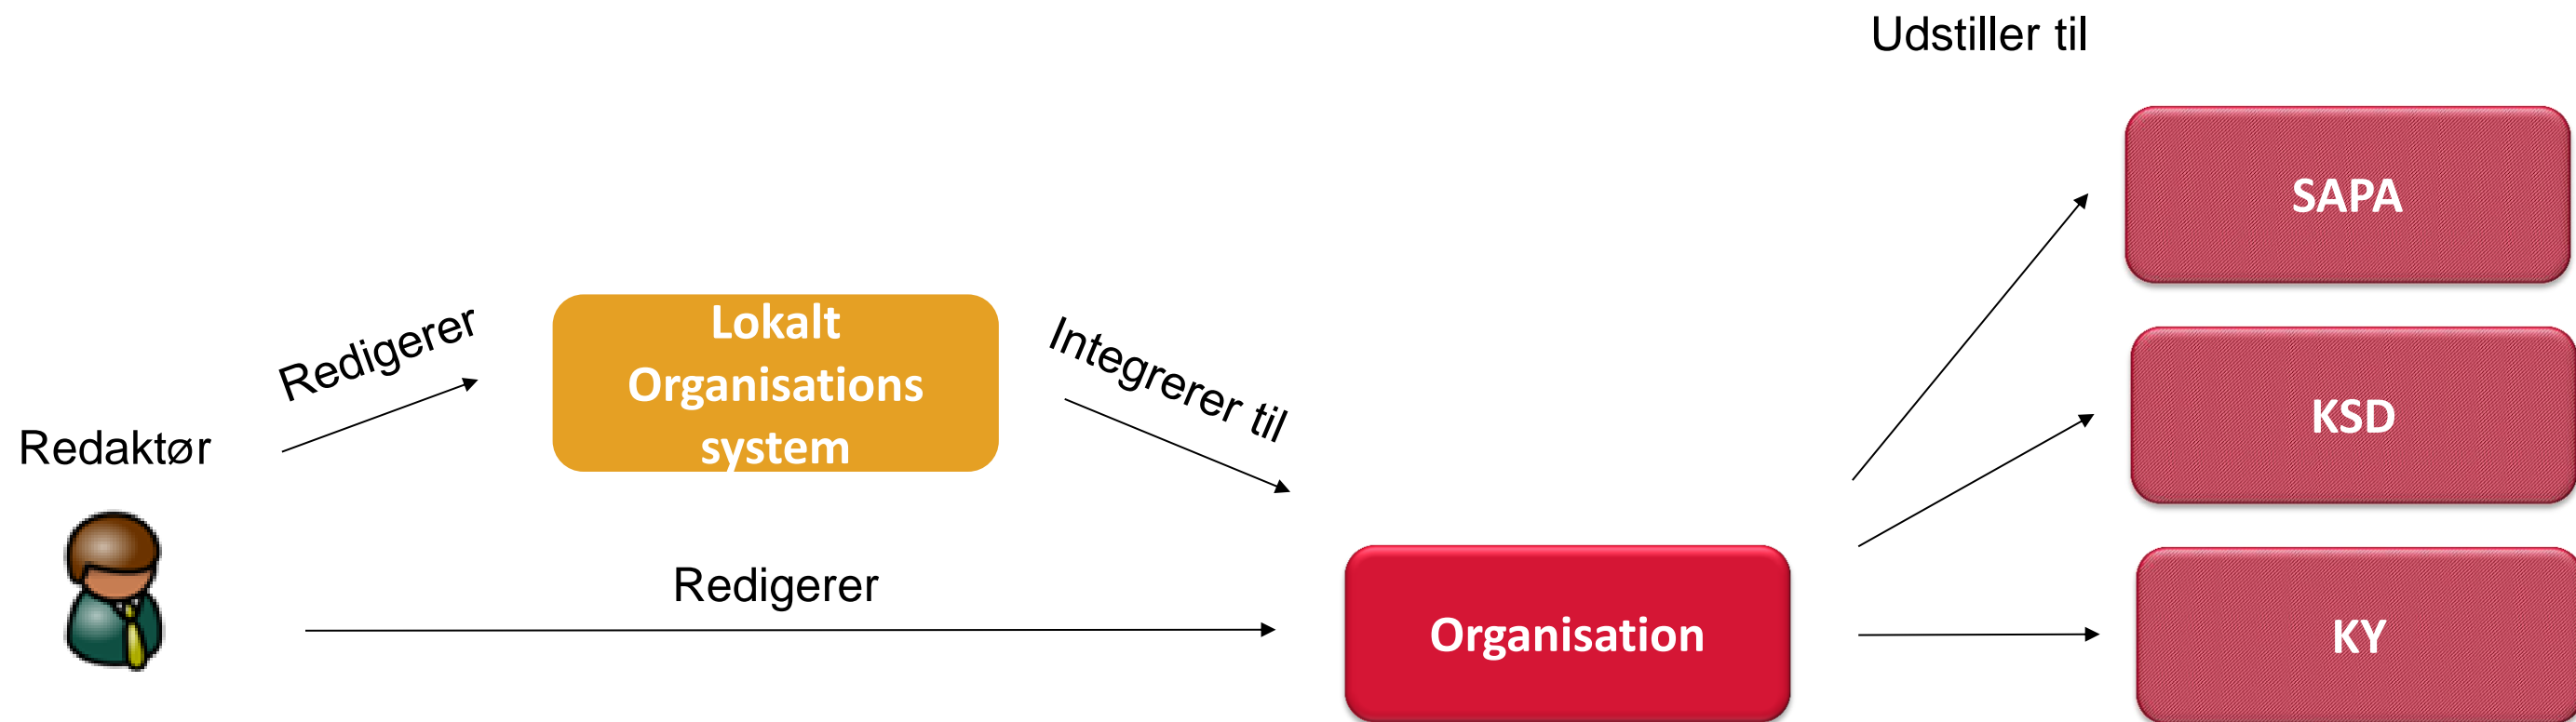 Udstiller til
SAPA
Redigerer
Lokalt
Organisations
system
Integrerer til
KSD
Redaktør
Redigerer
Organisation
KY